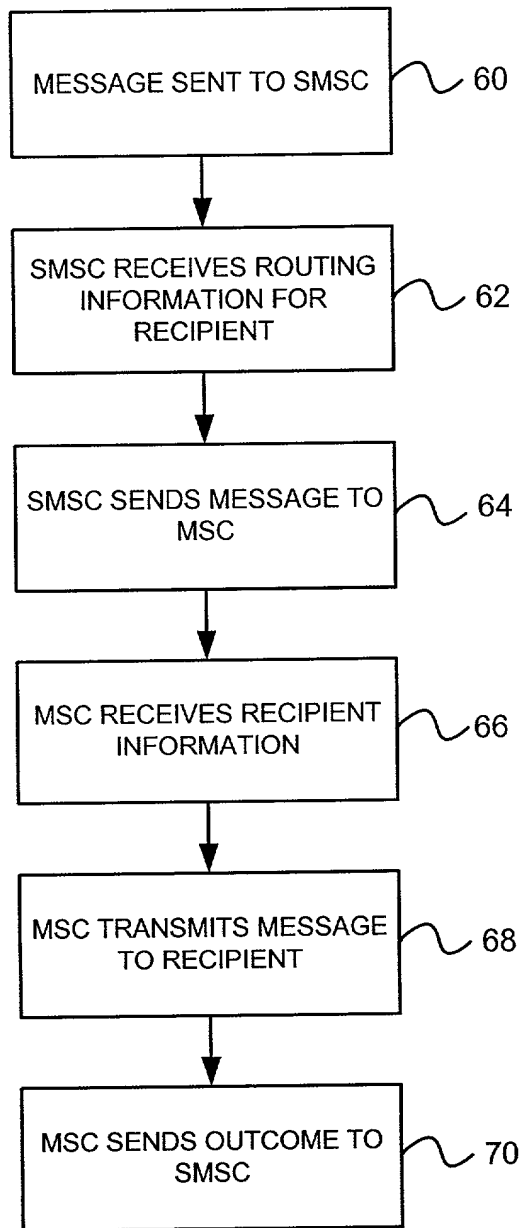 MESSAGE SENT TO SMSC
60
SMSC RECEIVES ROUTING
INFORMATION FOR
RECIPIENT
62
SMSC SENDS MESSAGE TO
MSC
64
MSC RECEIVES RECIPIENT
INFORMATION
66
MSC TRANSMITS MESSAGE
TO RECIPIENT
68
MSC SENDS OUTCOME TO
SMSC
70